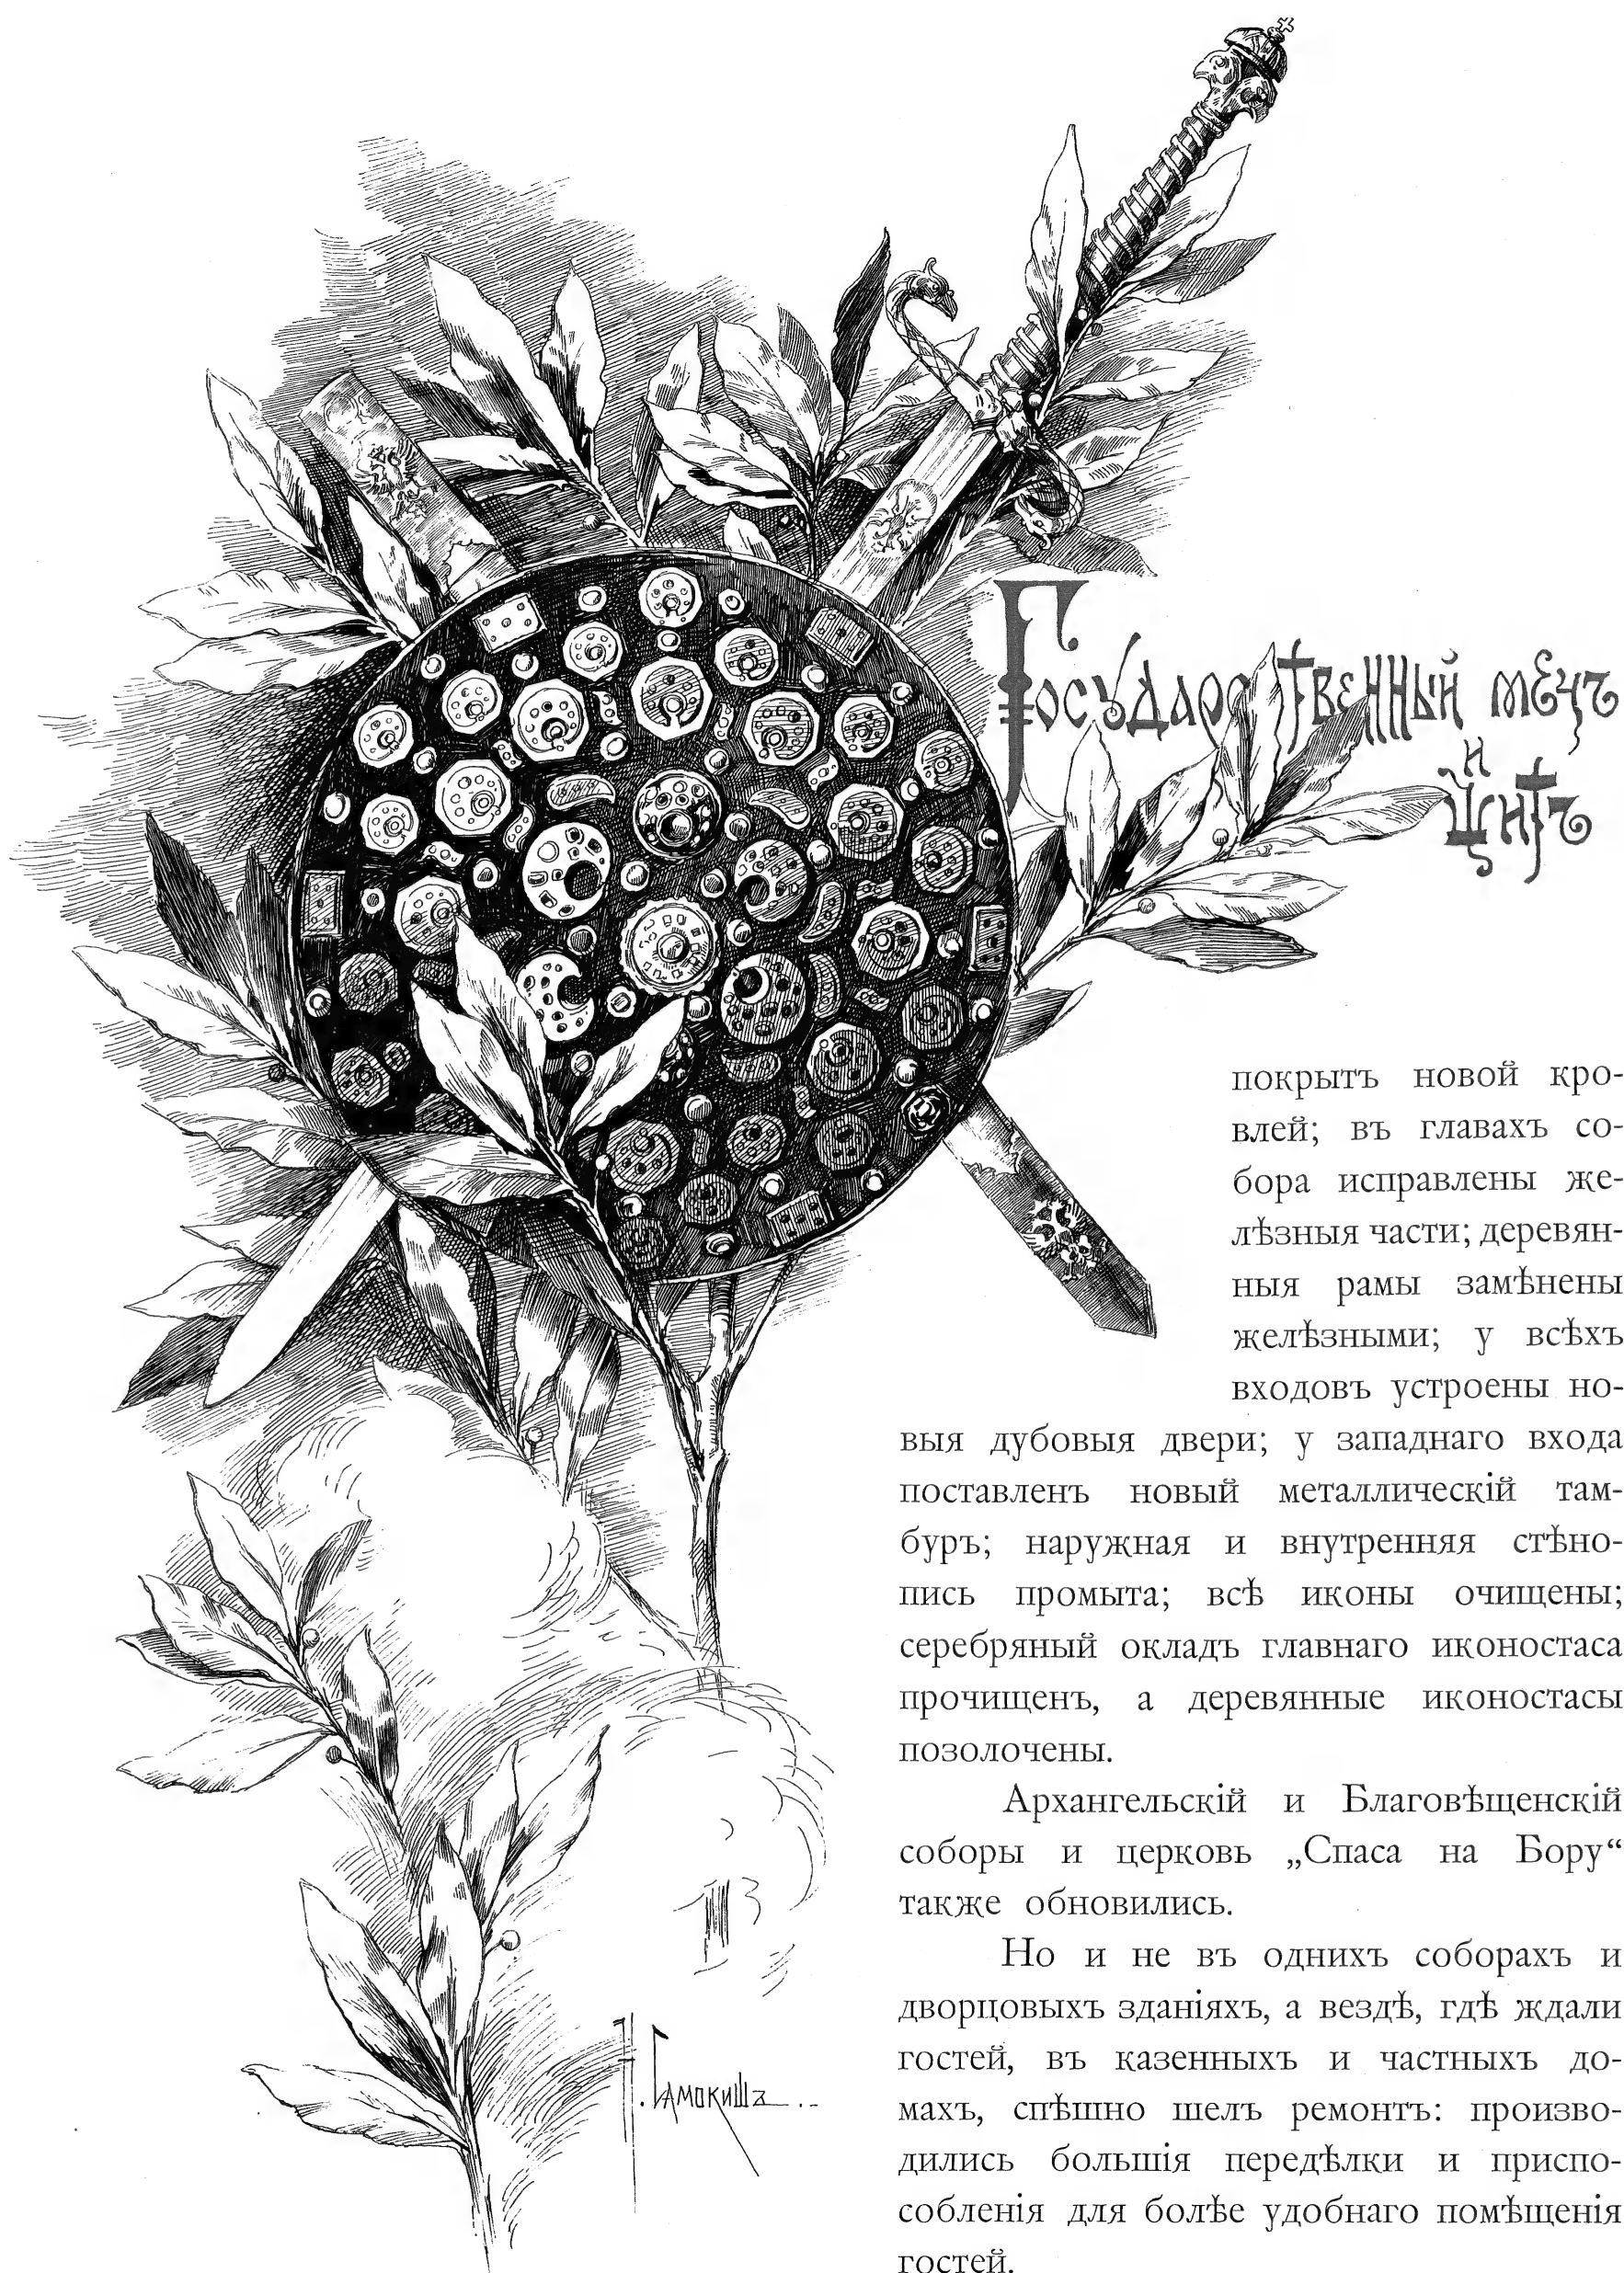 Государственный мечъ
и
щитъ
покрытъ новой кро-
влей; въ главахъ со-
бора исправлены же-
лѣзныя части; деревян-
ныя рамы замѣнены
желѣзными; у всѣхъ
входовъ устроены но-
выя дубовыя двери; у западнаго входа
поставленъ новый металлическій там-
буръ; наружная и внутренняя стѣно-
пись промыта; всѣ иконы очищены;
серебряный окладъ главнаго иконостаса
прочищенъ, а деревянные иконостасы
позолочены.
Архангельскій и Благовѣщенскій
соборы и церковь „Спаса на Бору“
также обновились.
Но и не въ однихъ соборахъ и
дворцовыхъ зданіяхъ, а вездѣ, гдѣ ждали
гостей, въ казенныхъ и частныхъ до-
махъ, спѣшно шелъ ремонтъ: произво-
дились большія передѣлки и приспо-
собленія для болѣе удобнаго помѣщенія
гостей.
Н. Самокишъ